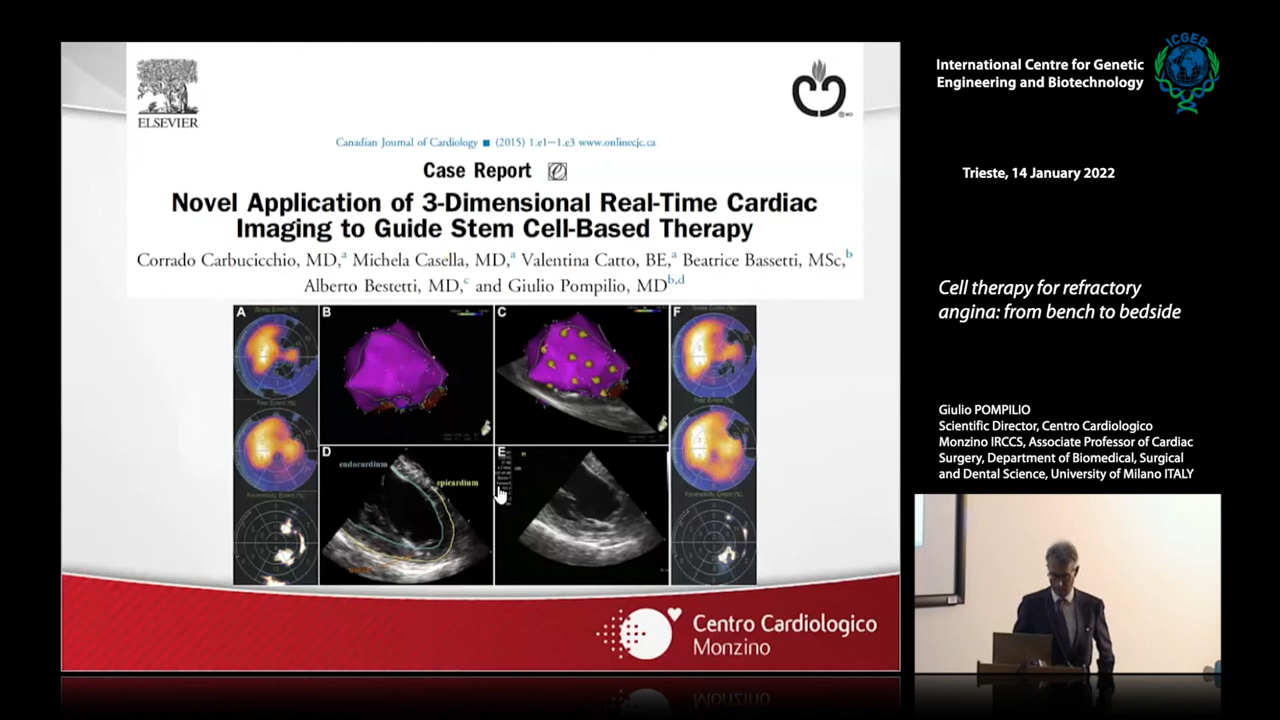 ELSEVIER
Canadian Journal of Cardiology ■ (2015) 1.e1–1.e3 www.onlinecjc.ca
Case Report
Novel Application of 3-Dimensional Real-Time Cardiac
Imaging to Guide Stem Cell-Based Therapy
Corrado Carbucicchio, MD,a Michela Casella, MD,a Valentina Catto, BE,a Beatrice Bassetti, MSc,b
Alberto Bestetti, MD,c and Giulio Pompilio, MDb,d
A
B
C
F
D
endocardium
epicardium
E
Centro Cardiologico
Monzino
International Centre for Genetic
Engineering and Biotechnology
ICGEB
Trieste, 14 January 2022
Cell therapy for refractory
angina: from bench to bedside
Giulio POMPILIO
Scientific Director, Centro Cardiologico
Monzino IRCCS, Associate Professor of Cardiac
Surgery, Department of Biomedical, Surgical
and Dental Science, University of Milano ITALY